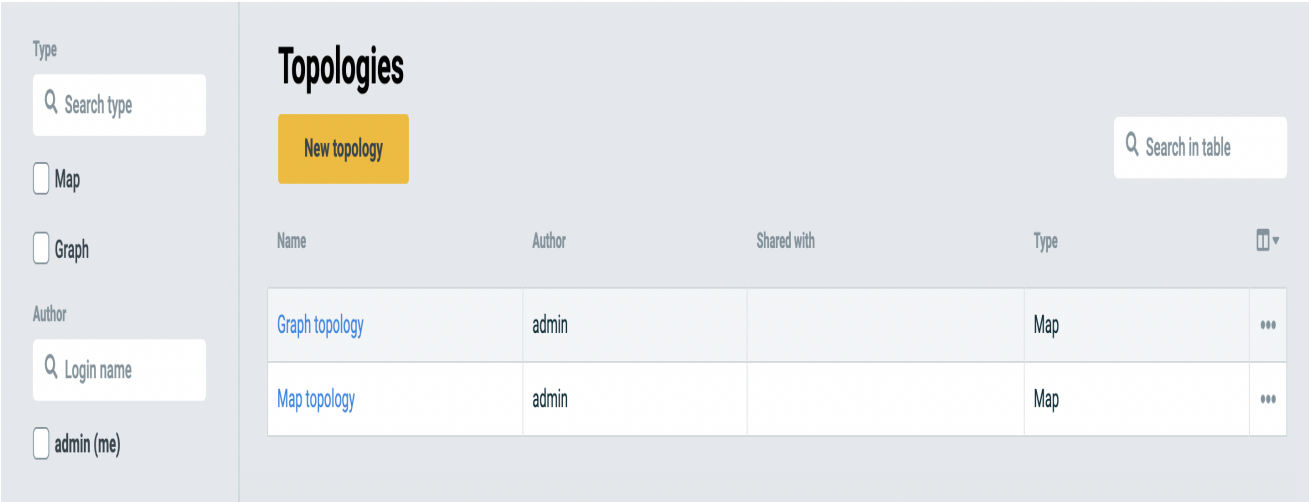 Type
Search type
Map
Graph
Author
Login name
admin (me)
Topologies
New topology
Search in table
Name Author Shared with Type
Graph topology admin Map
Map topology admin Map